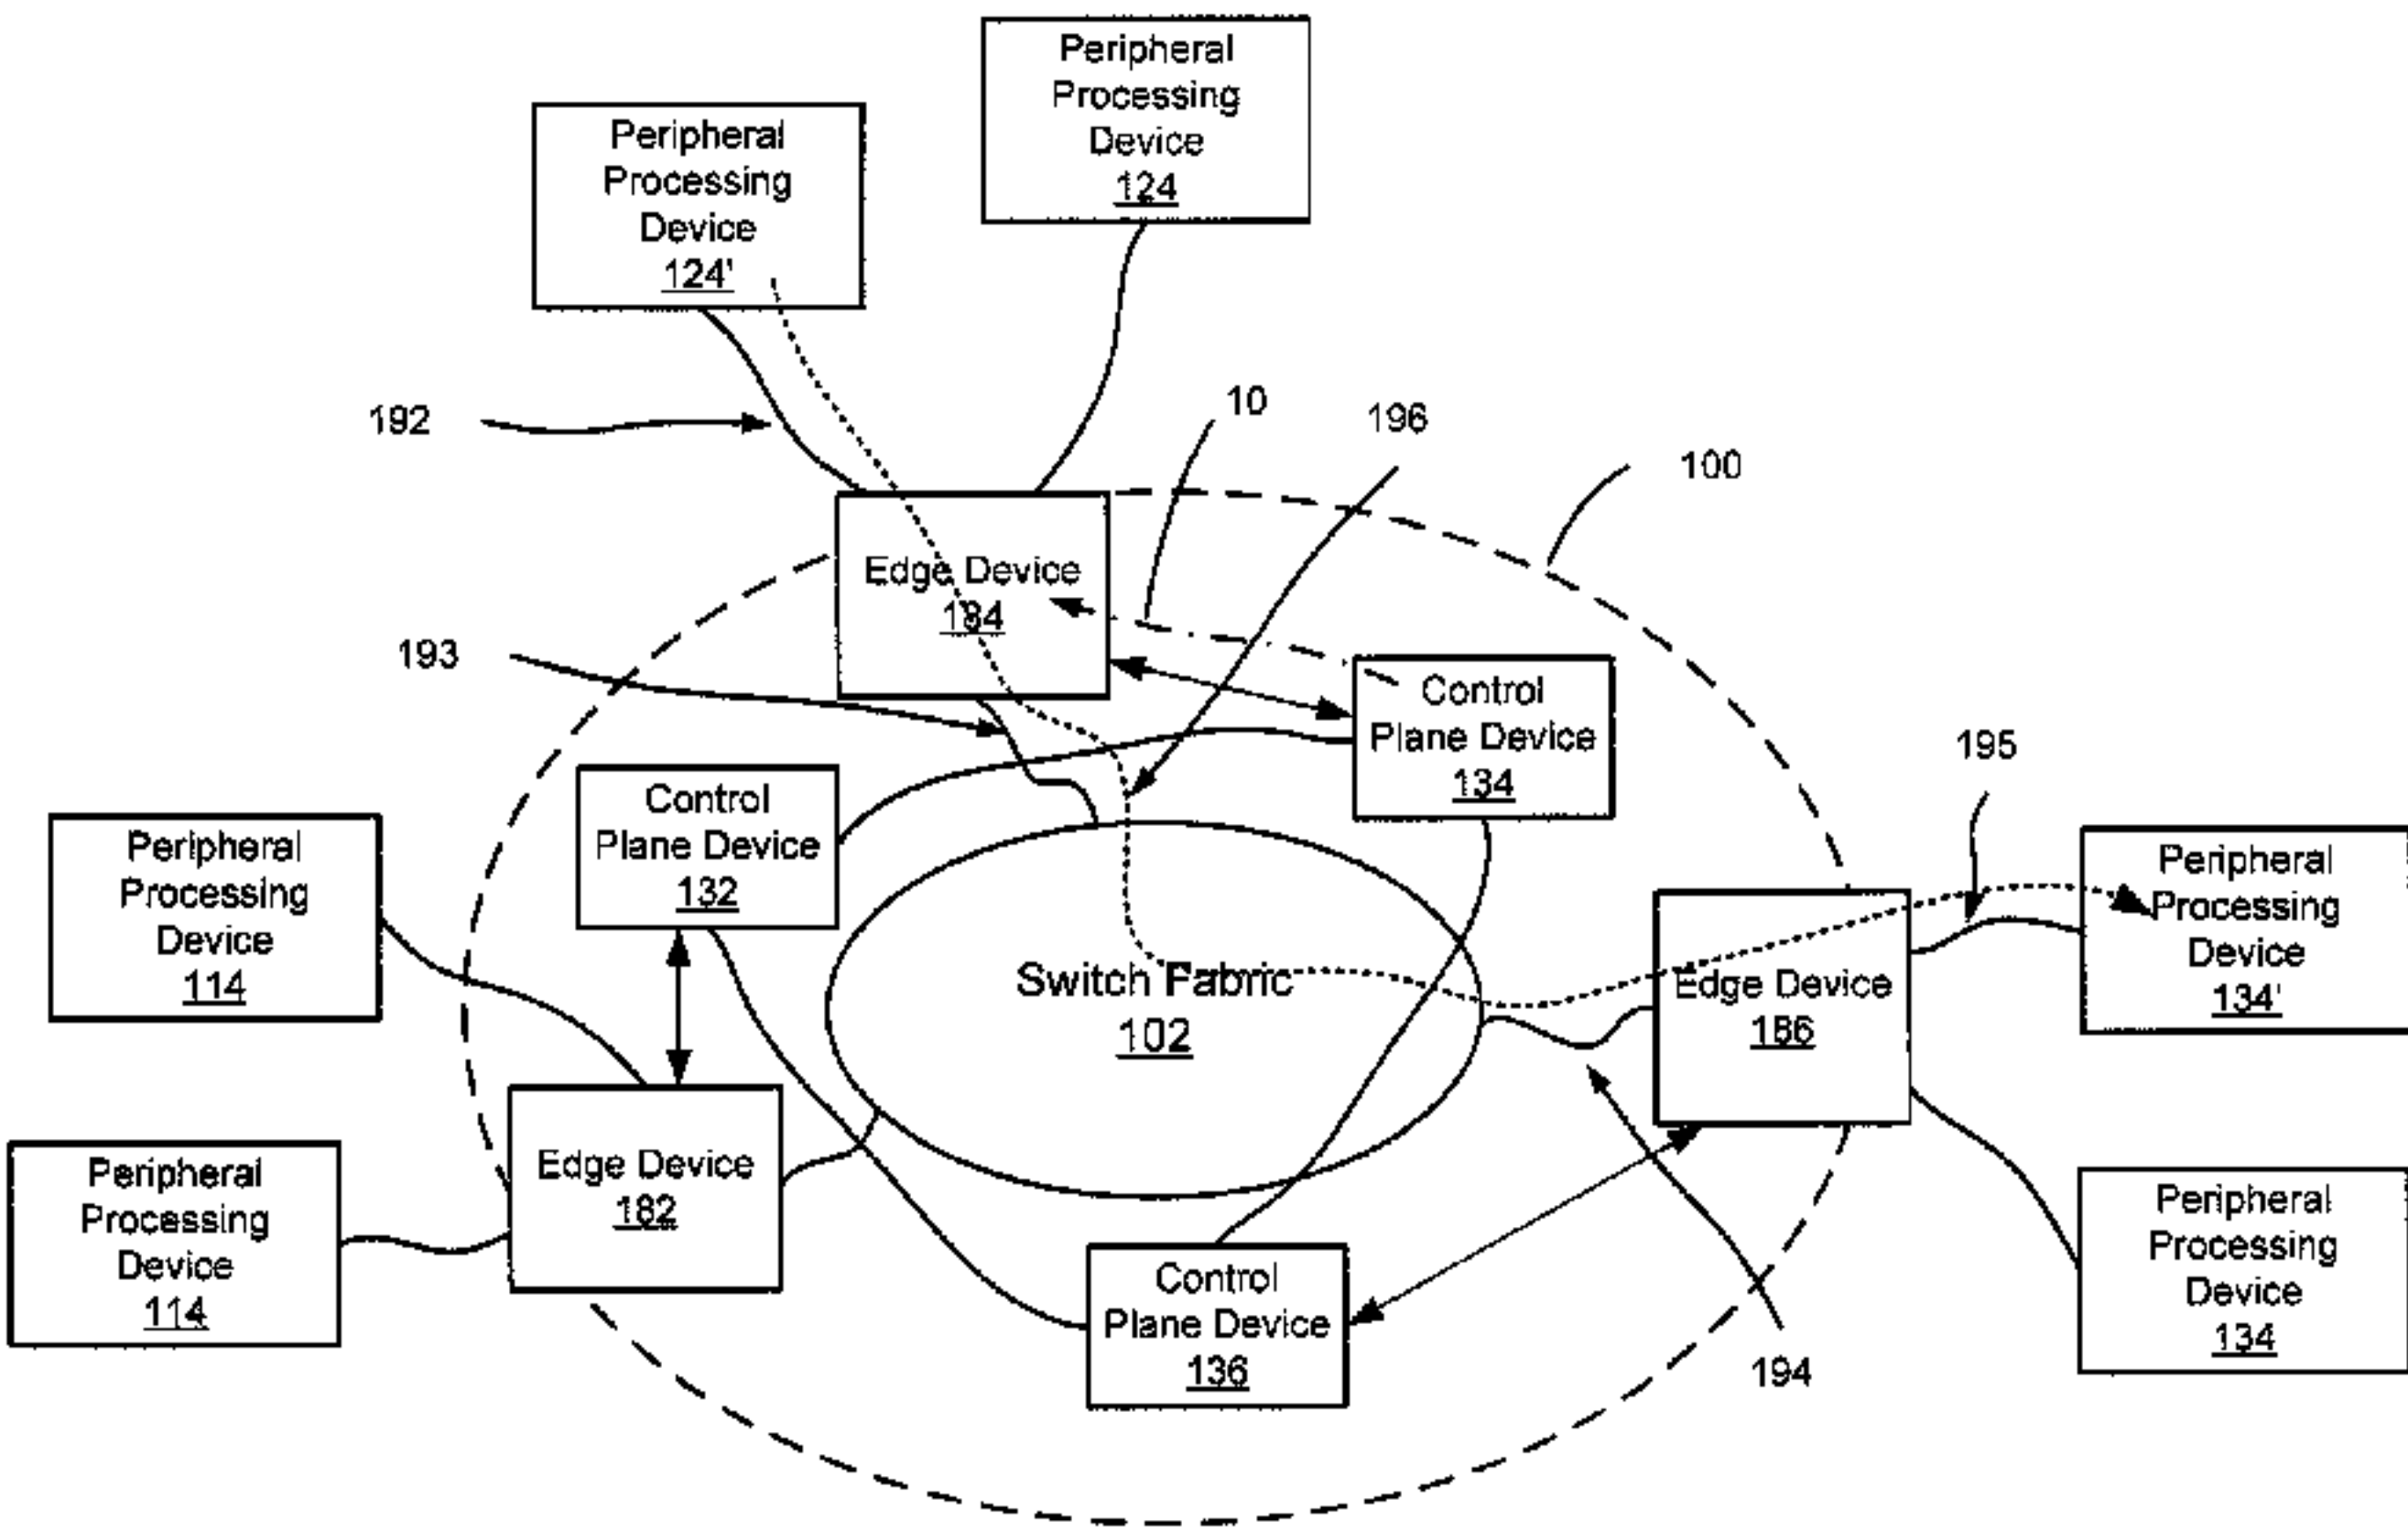 Peripheral
Processing
Device
124
Peripheral
Processing
Device
124'
192
10
196
100
Edge Device
184
193
Control
Plane Device
134
195
Control
Plane Device
132
Peripheral
Processing
Device
114
Peripheral
Processing
Device
134'
Switch Fabric
102
Edge Device
186
Peripheral
Processing
Device
114
Edge Device
182
Peripheral
Processing
Device
134
Control
Plane Device
136
194